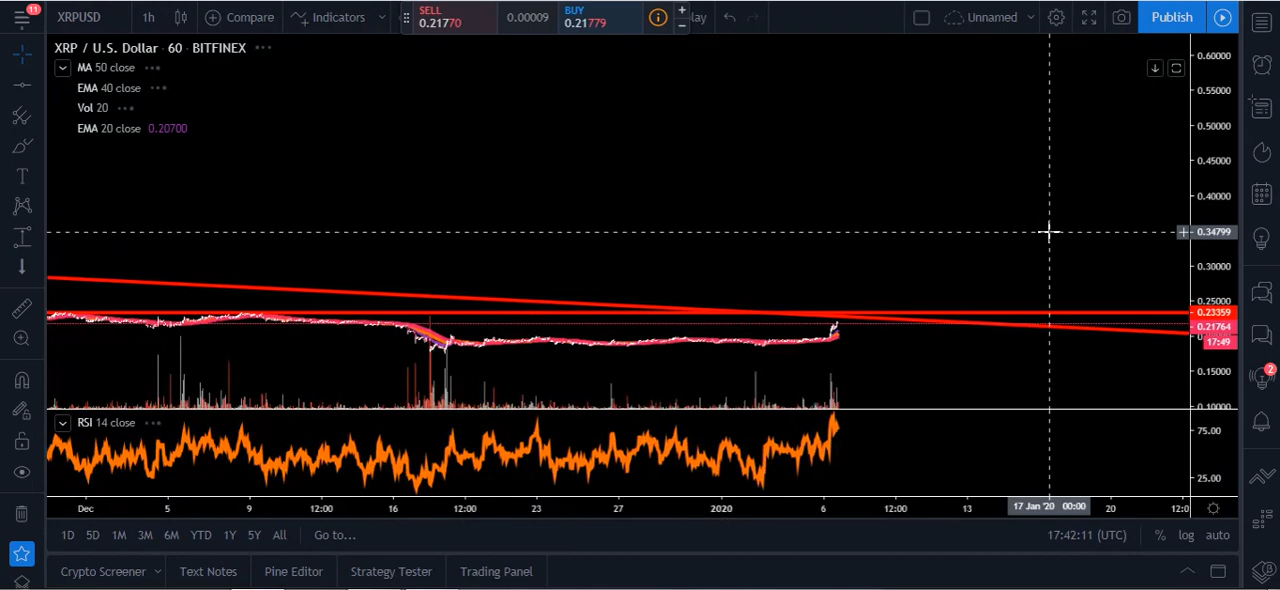 11
XRPUSD 1h Compare Indicators SELL 0.21770 0.00009 BUY 0.21779 lay Unnamed Publish
XRP / U.S. Dollar · 60 · BITFINEX
MA 50 close
EMA 40 close
Vol 20
EMA 20 close 0.20700
0.60000
0.55000
0.50000
0.45000
0.40000
0.34799
0.30000
0.25000
0.23359
0.21764
17:49
0.15000
0.10000
2
RSI 14 close
75.00
25.00
Dec 5 9 12:00 16 12:00 23 27 2020 6 12:00 13 17 Jan '20 00:00 20 12:0
1D 5D 1M 3M 6M YTD 1Y 5Y All Go to... 17:42:11 (UTC) % log auto
Crypto Screener Text Notes Pine Editor Strategy Tester Trading Panel